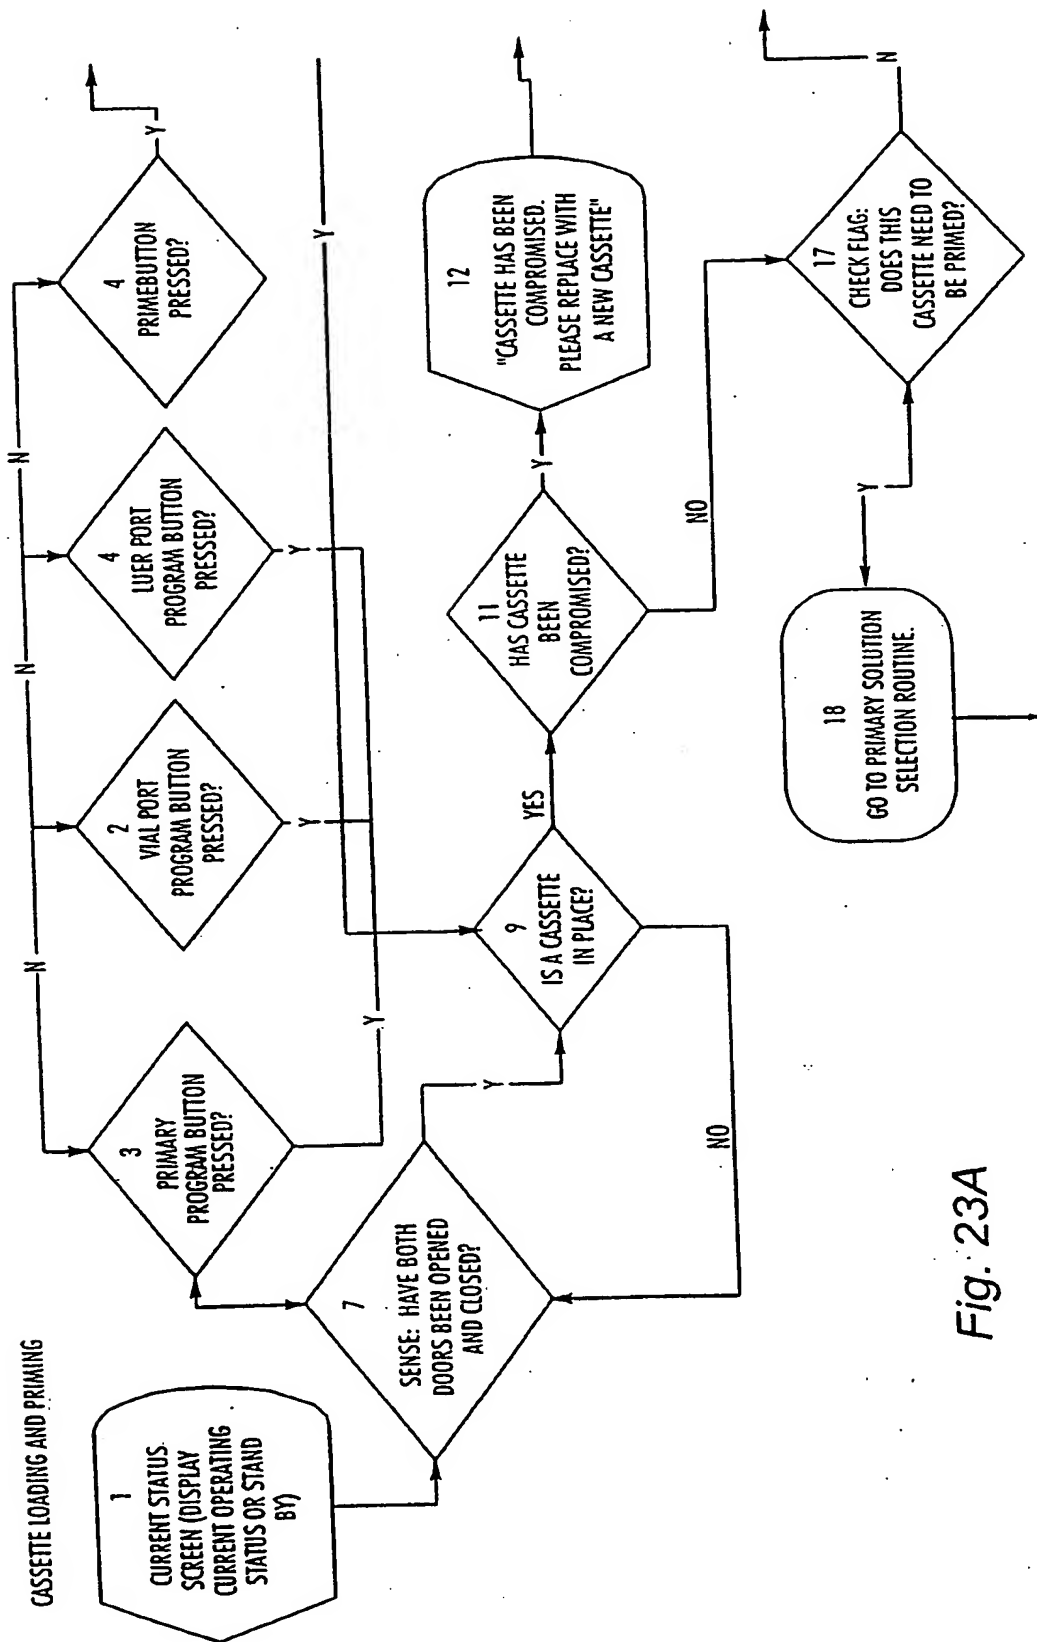 CASSETTE LOADING AND PRIMING
1
CURRENT STATUS
SCREEN (DISPLAY
CURRENT OPERATING
STATUS OR STAND
BY)
7
SENSE: HAVE BOTH
DOORS BEEN OPENED
AND CLOSED?
3
PRIMARY
PROGRAM BUTTON
PRESSED?
N
2
VIAL PORT
PROGRAM BUTTON
PRESSED?
N
4
LUER PORT
PROGRAM BUTTON
PRESSED?
N
4
PRIMEBUTTON
PRESSED?
Y
Y
Y
Y
Y
Y
9
IS A CASSETTE
IN PLACE?
YES
NO
11
HAS CASSETTE
BEEN
COMPROMISED?
Y
NO
12
"CASSETTE HAS BEEN
COMPROMISED.
PLEASE REPLACE WITH
A NEW CASSETTE"
17
CHECK FLAG:
DOES THIS
CASSETTE NEED TO
BE PRIMED?
N
Y
18
GO TO PRIMARY SOLUTION
SELECTION ROUTINE.
Fig. 23A